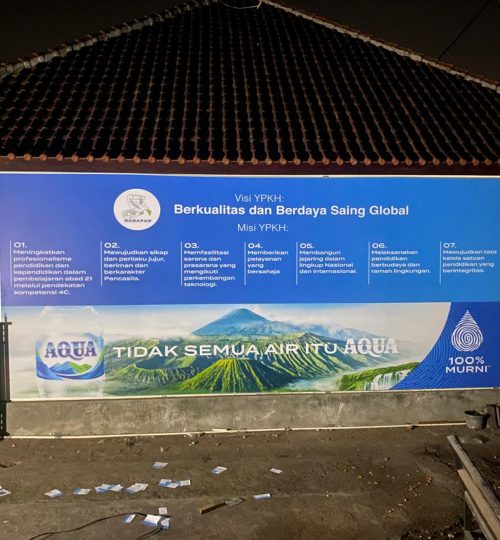 HARAPAN
Visi YPKH:
Berkualitas dan Berdaya Saing Global
Misi YPKH:
01.
Meningkatkan
profesionalisme
pendidikan dan
kependidikan dalam
pembelajaran abad 21
melalui pendekatan
kompetensi 4C.
02.
Mewujudkan sikap
dan perilaku jujur,
beriman dan
berkarakter
Pancasila.
03.
Memfasilitasi
sarana dan
prasarana yang
mengikuti
perkembangan
teknologi.
04.
Memberikan
pelayanan
yang
bersahaja
05.
Membangun
jejaring dalam
lingkup Nasional
dan Internasional.
06.
Melaksanakan
pendidikan
berbudaya dan
ramah lingkungan.
07.
Mewujudkan tata
kelola satuan
pendidikan yang
berintegritas.
AQUA
TIDAK SEMUA AIR ITU AQUA
100%
MURNI